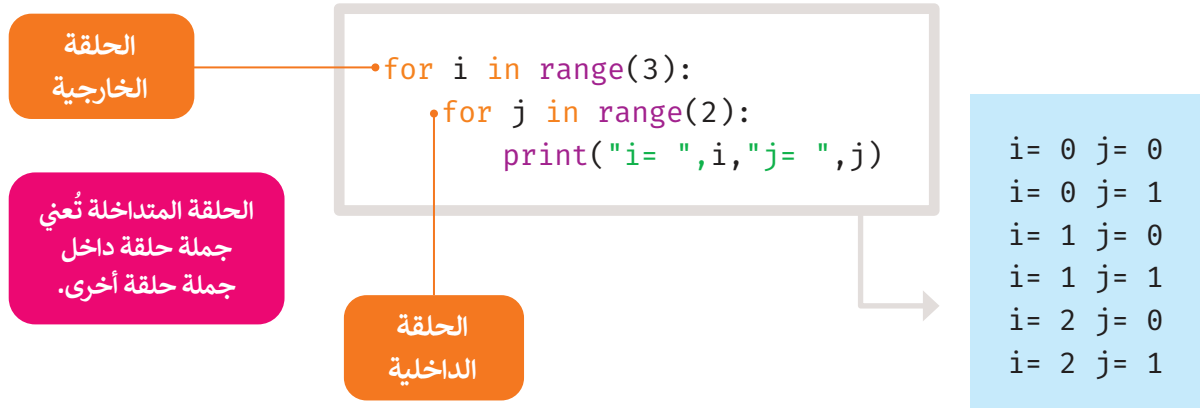 الحلقة
الخارجية
for i in range(3):
for j in range(2):
print("i= ",i,"j= ",j)
الحلقة المتداخلة تُعني
جملة حلقة داخل
جملة حلقة أخرى.
الحلقة
الداخلية
i= 0 j= 0
i= 0 j= 1
i= 1 j= 0
i= 1 j= 1
i= 2 j= 0
i= 2 j= 1